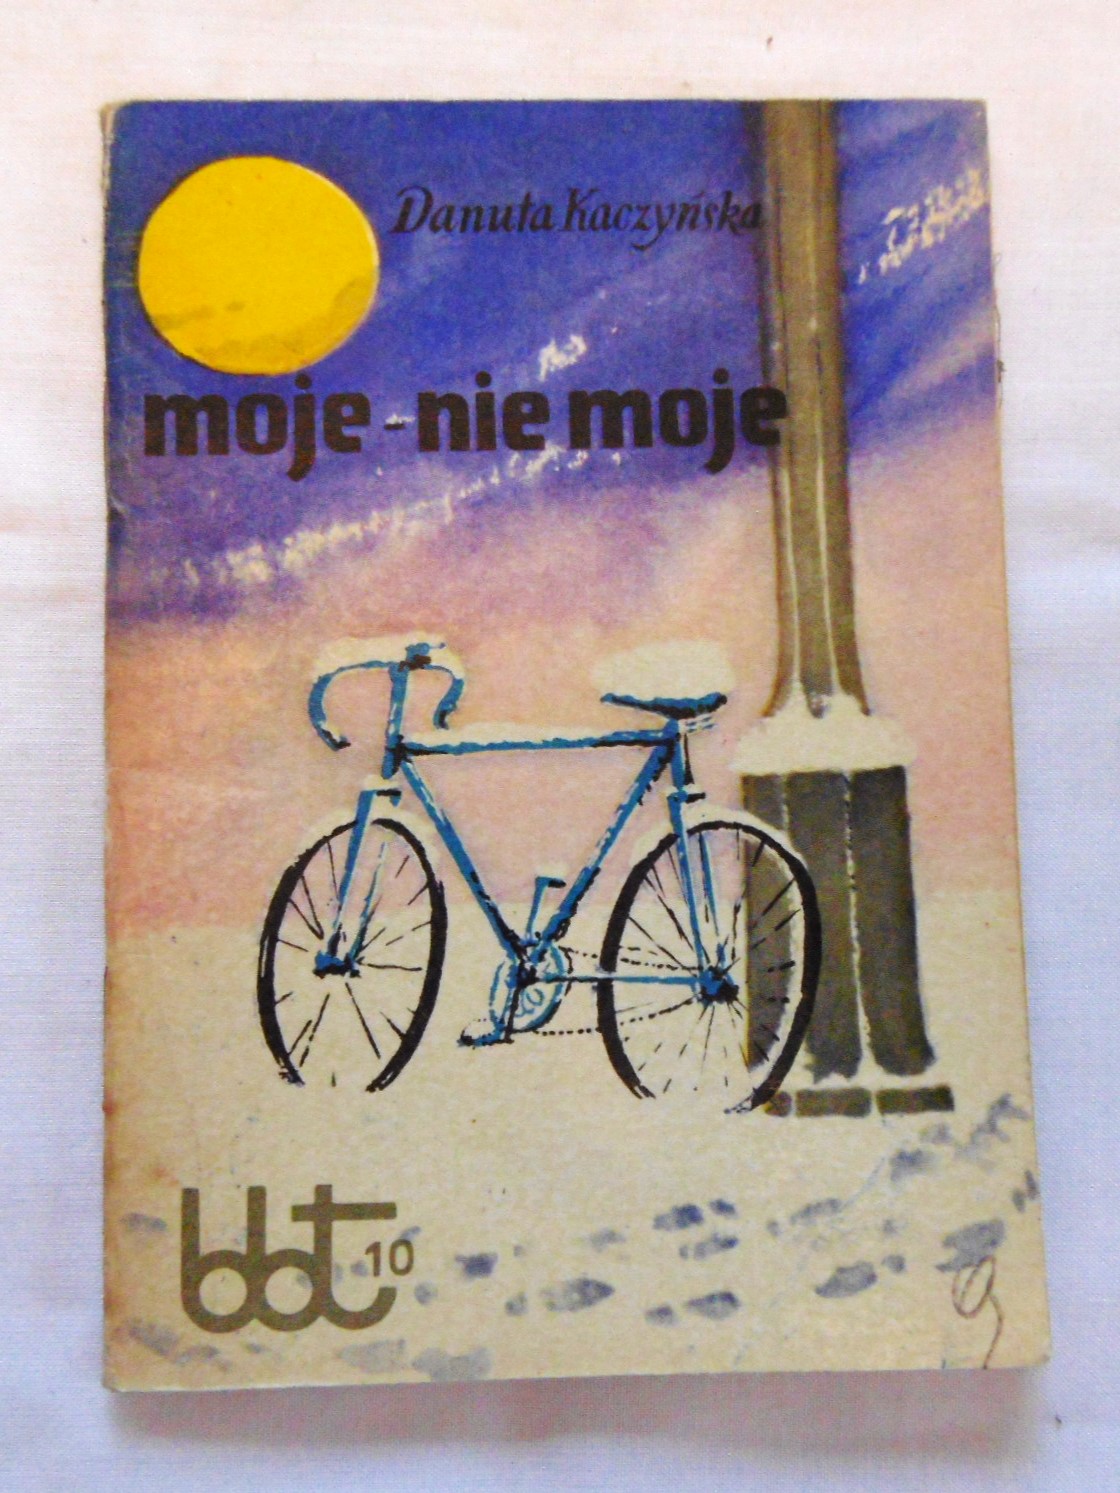 Danuta Kaczyńska
moje-nie moje
bbt 10